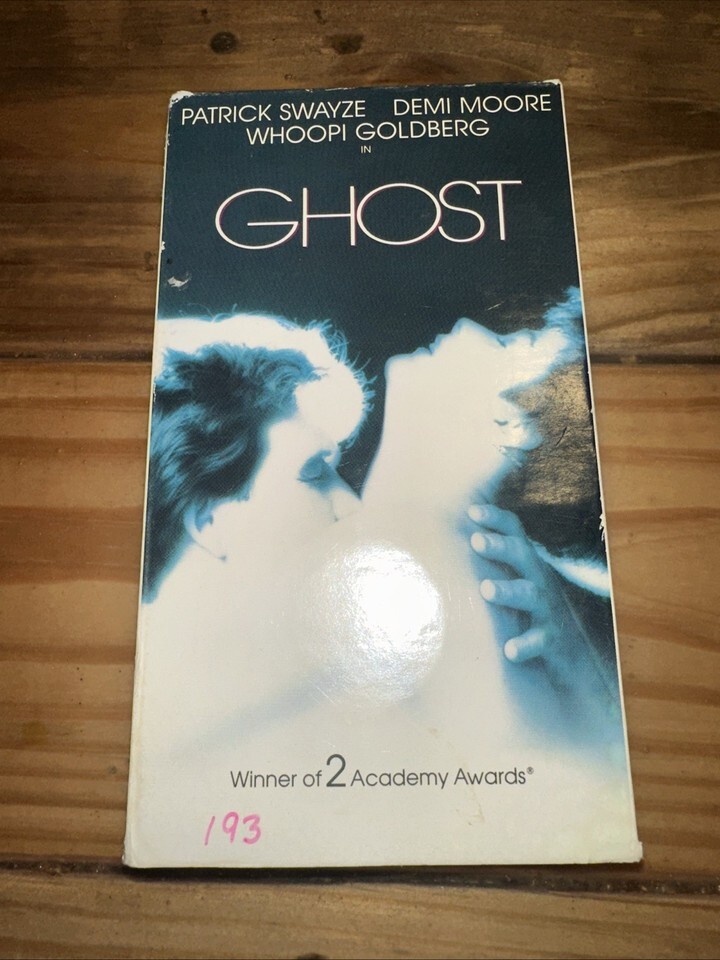 PATRICK SWAYZE DEMI MOORE
WHOOPI GOLDBERG
IN
GHOST
Winner of 2 Academy Awards®
193